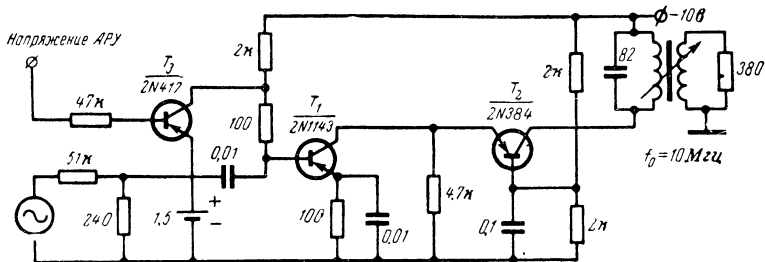 Напряжение АРУ
-10в
2к
2к
T3
2N417
82
380
47к
100
T1
2N1143
T2
2N384
0,01
f0=10Мгц
51к
240
1,5
+
-
100
0,01
4,7к
0,1
2к